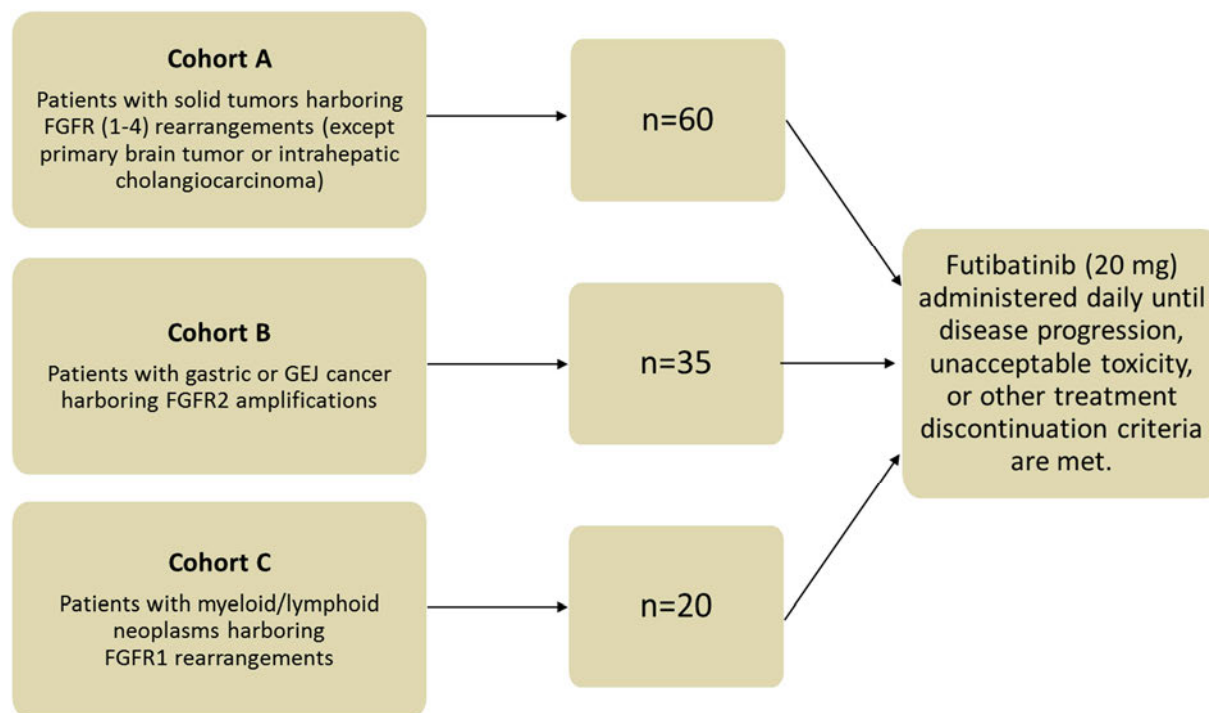 Cohort A
Patients with solid tumors harboring
FGFR (1-4) rearrangements (except
primary brain tumor or intrahepatic
cholangiocarcinoma)
n=60
Cohort B
Patients with gastric or GEJ cancer
harboring FGFR2 amplifications
n=35
Cohort C
Patients with myeloid/lymphoid
neoplasms harboring
FGFR1 rearrangements
n=20
Futibatinib (20 mg)
administered daily until
disease progression,
unacceptable toxicity,
or other treatment
discontinuation criteria
are met.